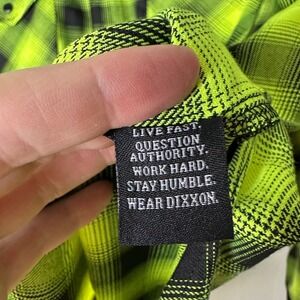 LIVE FAST.
QUESTION
AUTHORITY.
WORK HARD.
STAY HUMBLE.
WEAR DIXXON.